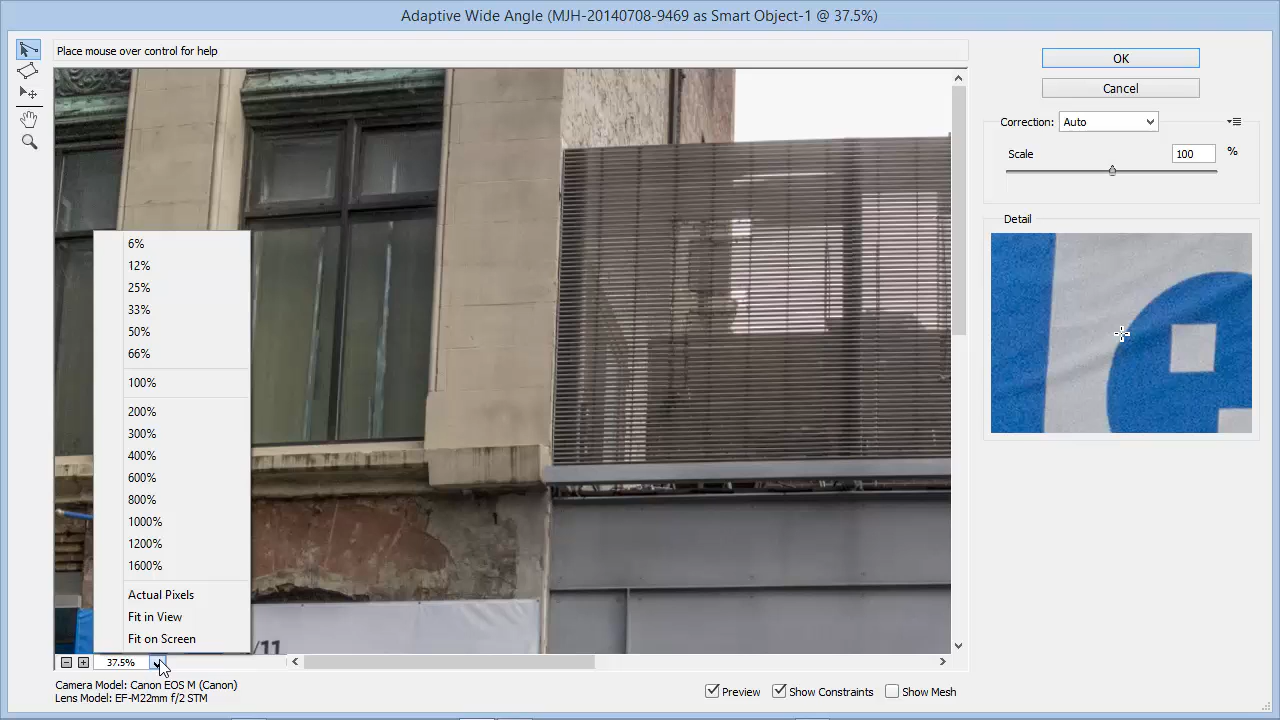 Adaptive Wide Angle (MJH-20140708-9469 as Smart Object-1 @ 37.5%)
Place mouse over control for help
OK
Cancel
Correction: Auto
Scale 100 %
Detail
6%
12%
25%
33%
50%
66%
100%
200%
300%
400%
600%
800%
1000%
1200%
1600%
Actual Pixels
Fit in View
Fit on Screen
/11
37.5%
Camera Model: Canon EOS M (Canon)
Lens Model: EF-M22mm f/2 STM
Preview Show Constraints Show Mesh